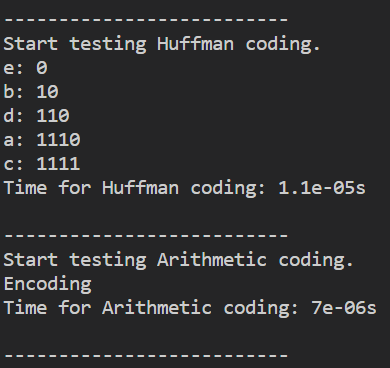 --------------------------
Start testing Huffman coding.
e: 0
b: 10
d: 110
a: 1110
c: 1111
Time for Huffman coding: 1.1e-05s
--------------------------
Start testing Arithmetic coding.
Encoding
Time for Arithmetic coding: 7e-06s
--------------------------